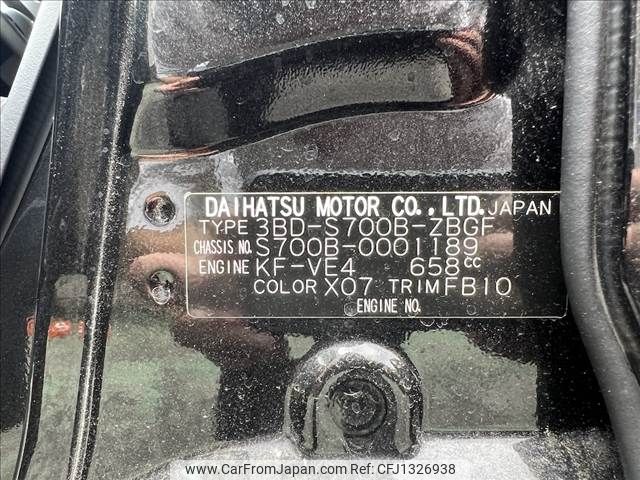 DAIHATSU MOTOR CO., LTD. JAPAN
TYPE 3BD-S700B-ZBGF
CHASSIS NO. S700B-0001189
ENGINE KF-VE4 658cc
COLOR X07 TRIM FB10
ENGINE NO.
www.CarFromJapan.com/CFJ1326938